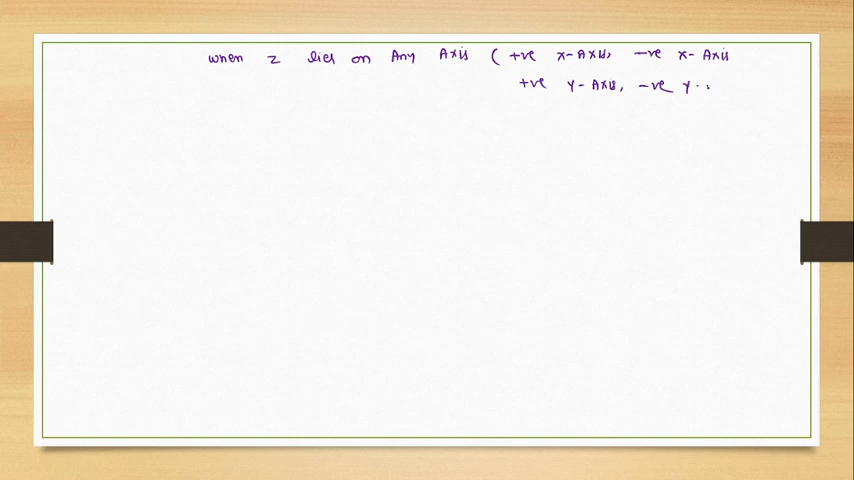 when z lies on Any Axis ( +ve x-Axis, -ve x-Axis
+ve Y-Axis, -ve Y..